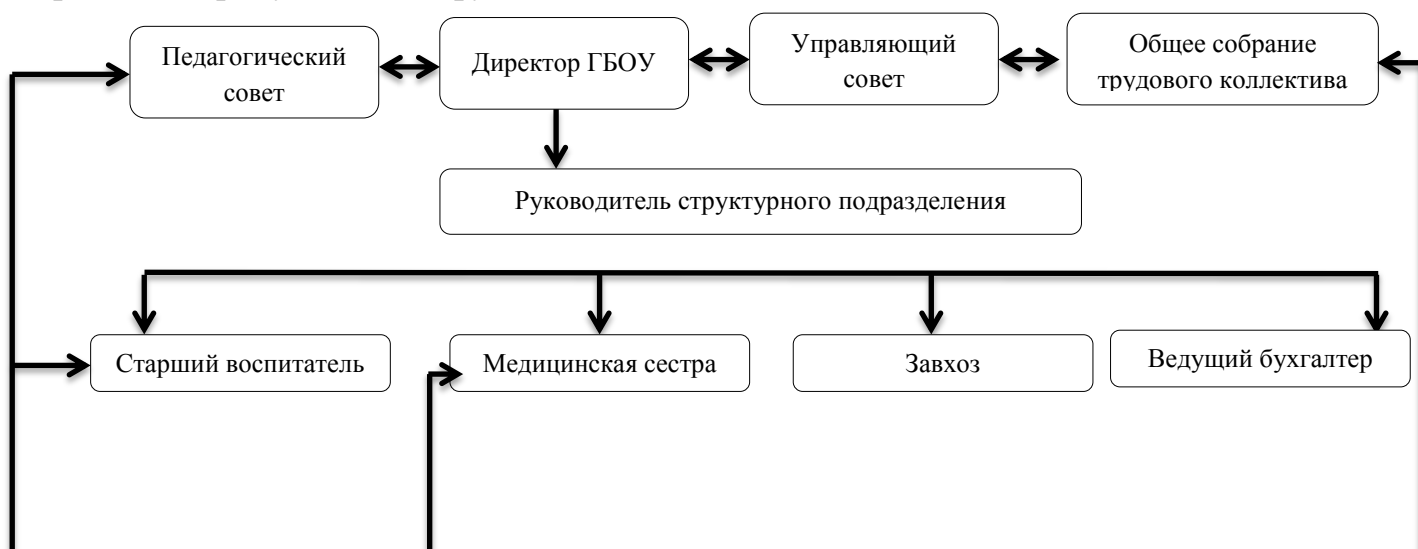 Педагогический
совет
Директор ГБОУ
Управляющий
совет
Общее собрание
трудового коллектива
Руководитель структурного подразделения
Старший воспитатель
Медицинская сестра
Завхоз
Ведущий бухгалтер